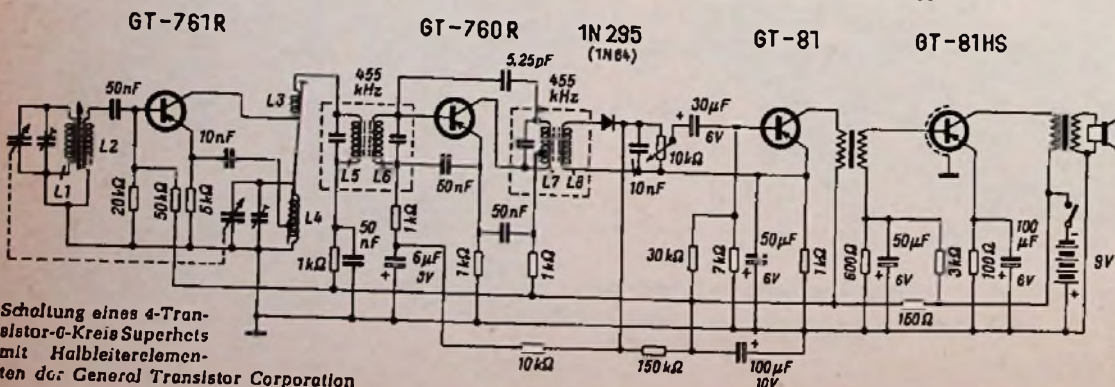 GT-761R
GT-760R
1N295
(1N64)
GT-81
GT-81HS
50nF
L3
455
kHz
5,25pF
455
kHz
30µF
6V
L2
10nF
L1
20kΩ
50kΩ
5kΩ
L4
L5
L6
50nF
L7
L8
10nF
10kΩ
1kΩ
50
nF
1kΩ
6µF
3V
1kΩ
50nF
1kΩ
30kΩ
7kΩ
50µF
6V
1kΩ
600Ω
50µF
6V
3kΩ
100Ω
100
µF
6V
9V
160Ω
10kΩ
150kΩ
100µF
10V
Schaltung eines 4-Tran-
sistor-6-Kreis Superhets
mit Halbleiterelemen-
ten der General Transistor Corporation